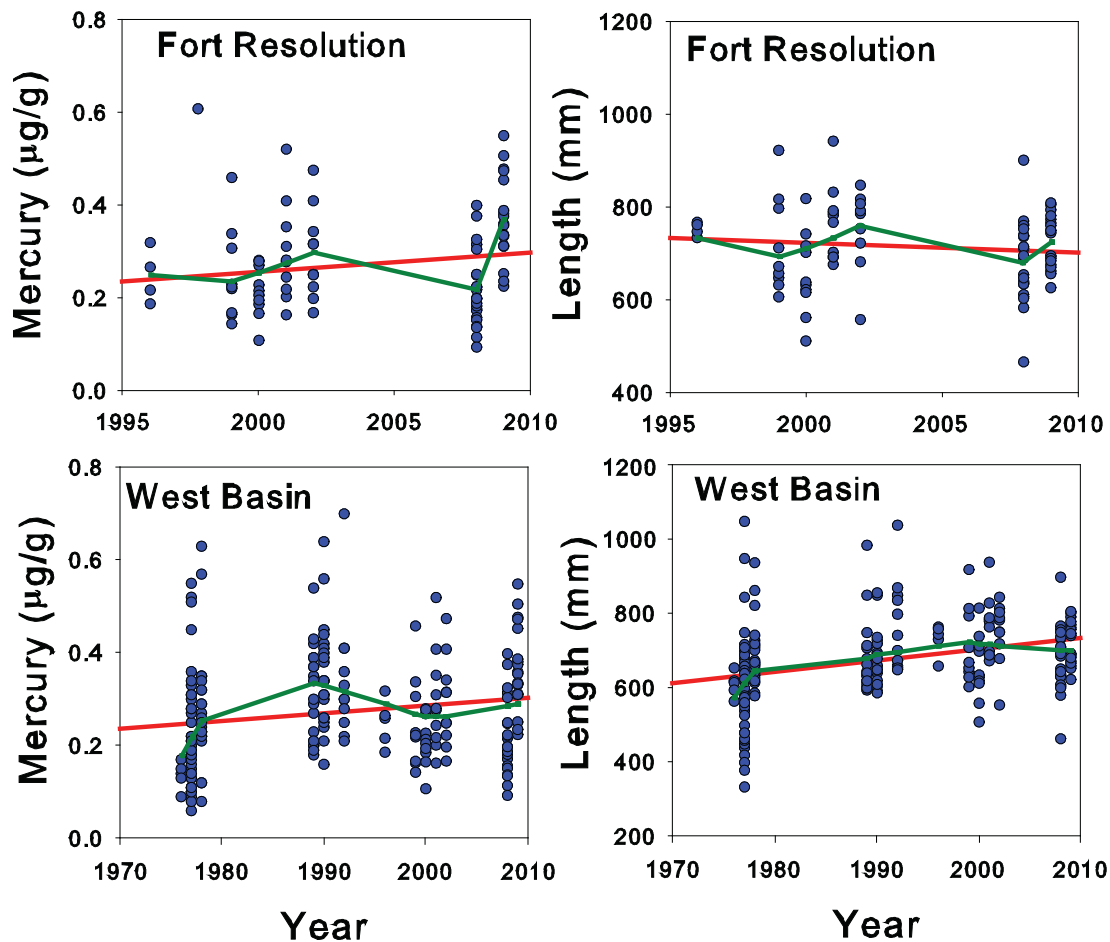 Fort Resolution
Mercury (µg/g)
0.8
0.6
0.4
0.2
0.0
1995 2000 2005 2010
Fort Resolution
Length (mm)
1200
1000
800
600
400
1995 2000 2005 2010
West Basin
Mercury (µg/g)
0.8
0.6
0.4
0.2
0.0
1970 1980 1990 2000 2010
Year
West Basin
Length (mm)
1200
1000
800
600
400
200
1970 1980 1990 2000 2010
Year